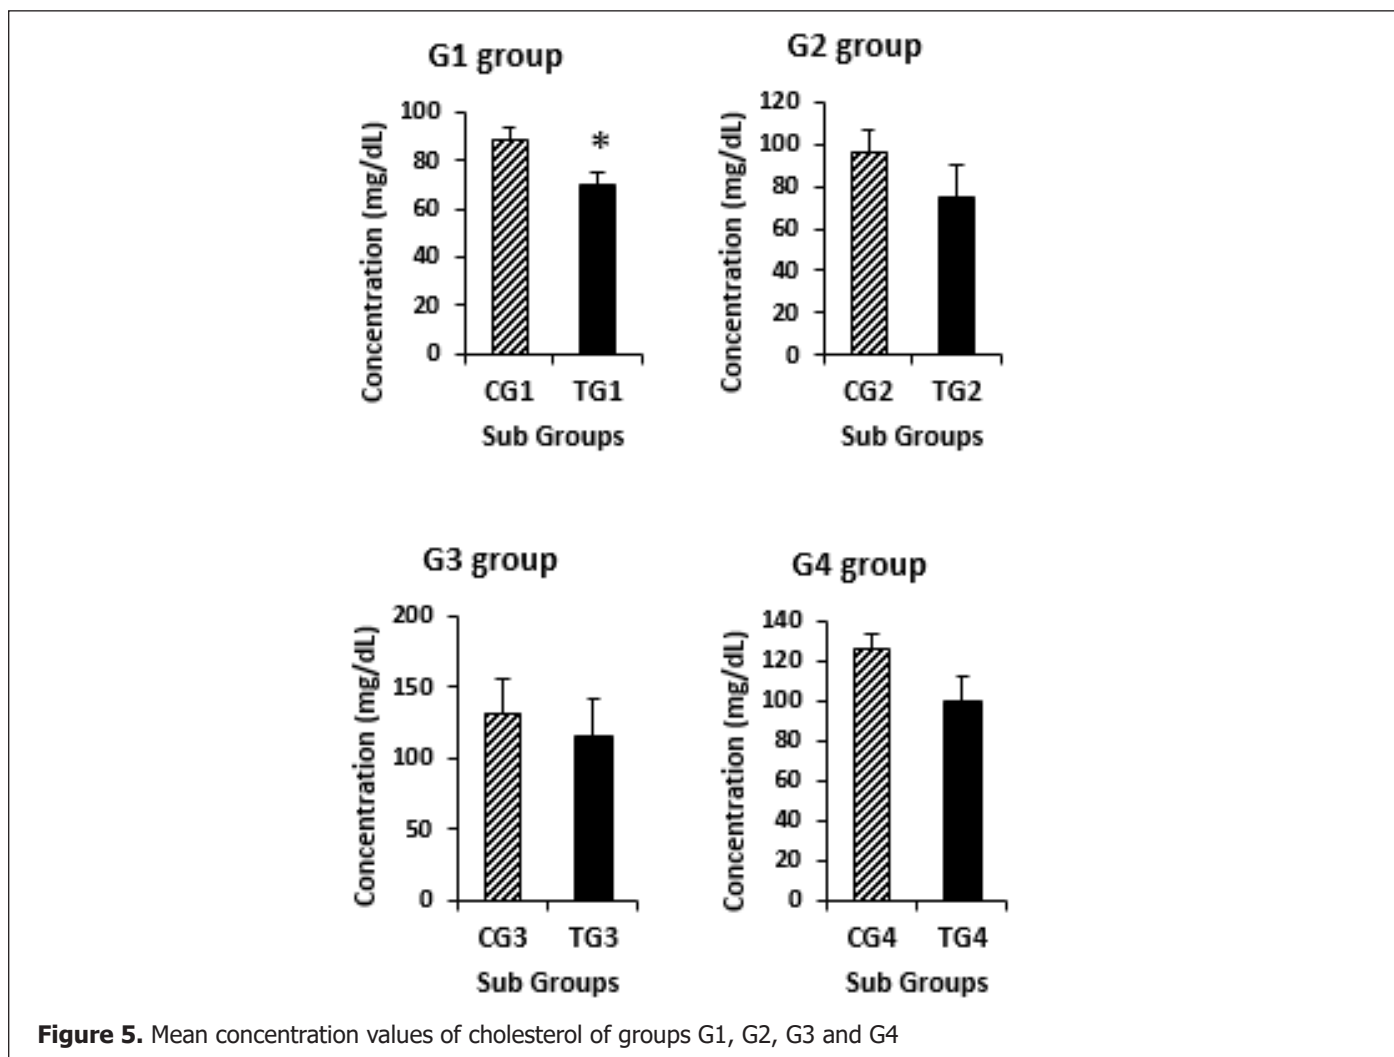 G1 group
100
80
60
40
20
0
Concentration (mg/dL)
*
CG1 TG1
Sub Groups
G2 group
120
100
80
60
40
20
0
Concentration (mg/dL)
CG2 TG2
Sub Groups
G3 group
200
150
100
50
0
Concentration (mg/dL)
CG3 TG3
Sub Groups
G4 group
140
120
100
80
60
40
20
0
Concentration (mg/dL)
CG4 TG4
Sub Groups
Figure 5. Mean concentration values of cholesterol of groups G1, G2, G3 and G4